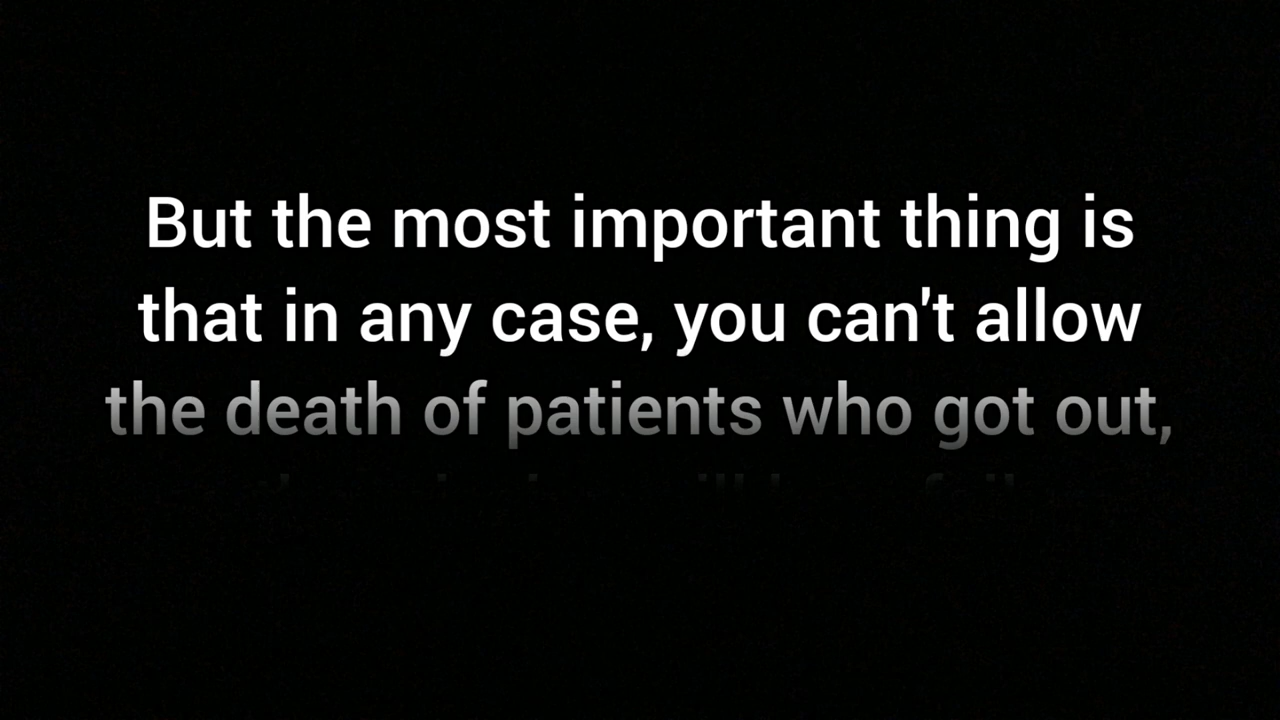 But the most important thing is
that in any case, you can't allow
the death of patients who got out,